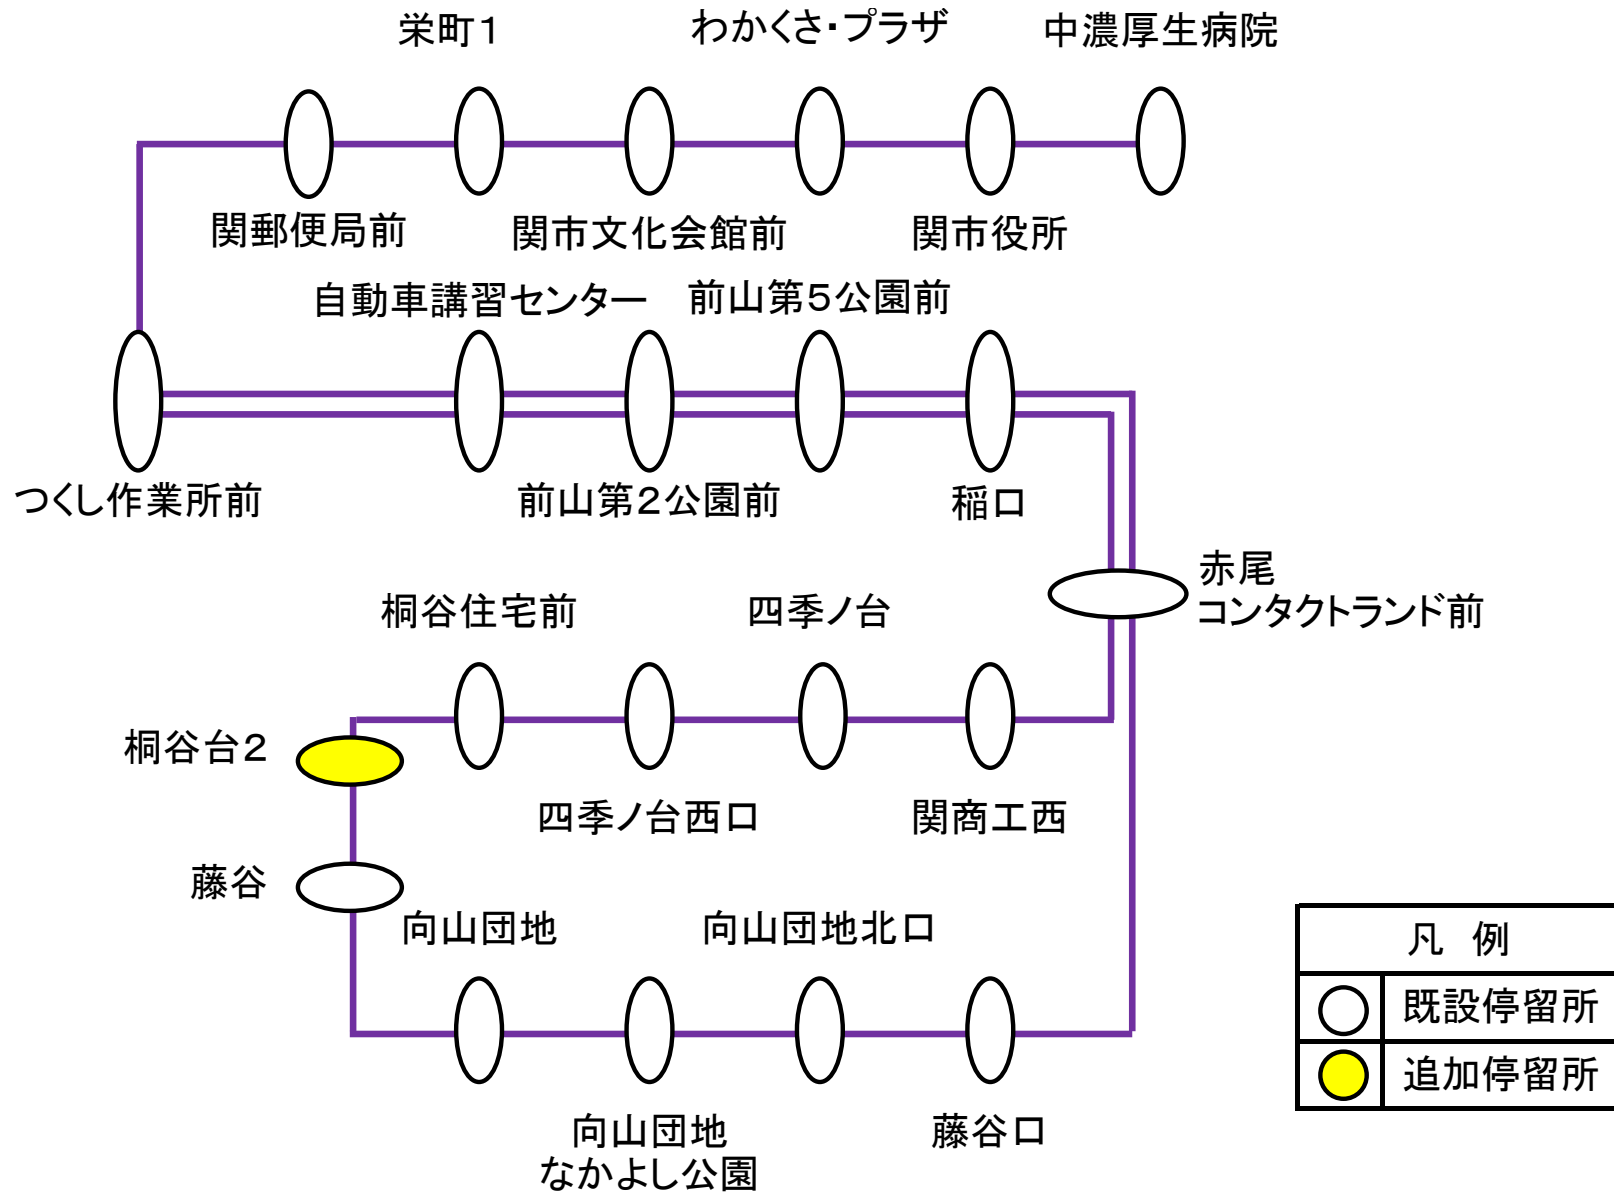 栄町1
わかくさ・プラザ
中濃厚生病院
関郵便局前
関市文化会館前
関市役所
自動車講習センター
前山第5公園前
つくし作業所前
前山第2公園前
稲口
赤尾
コンタクトランド前
桐谷住宅前
四季ノ台
桐谷台2
四季ノ台西口
関商工西
藤谷
向山団地
向山団地北口
向山団地
なかよし公園
藤谷口
凡 例
既設停留所
追加停留所